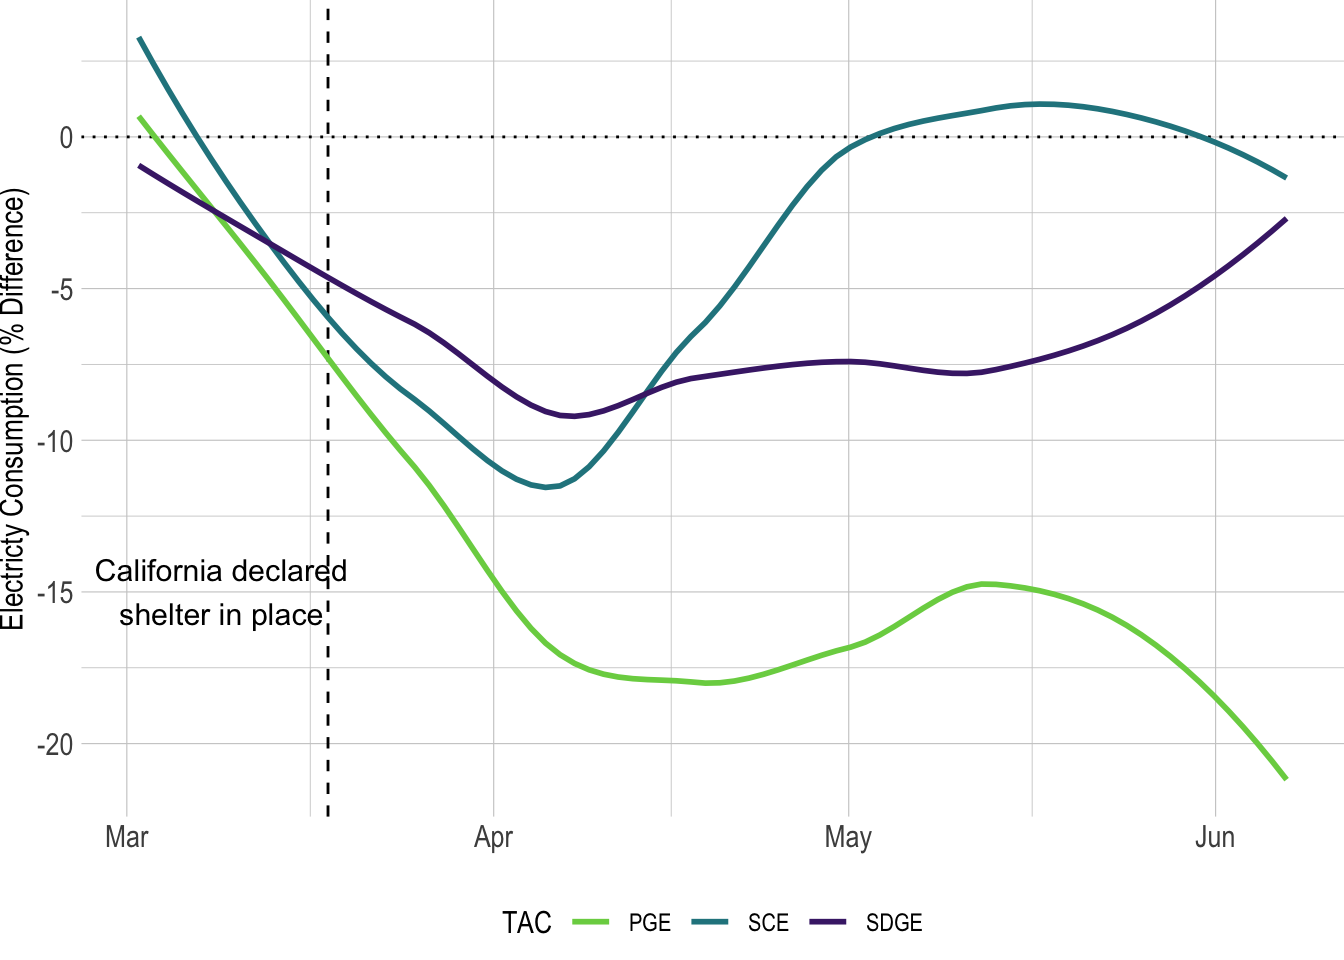 Electricty Consumption (% Difference)
0
-5
-10
-15
-20
California declared
shelter in place
Mar Apr May Jun
TAC PGE SCE SDGE